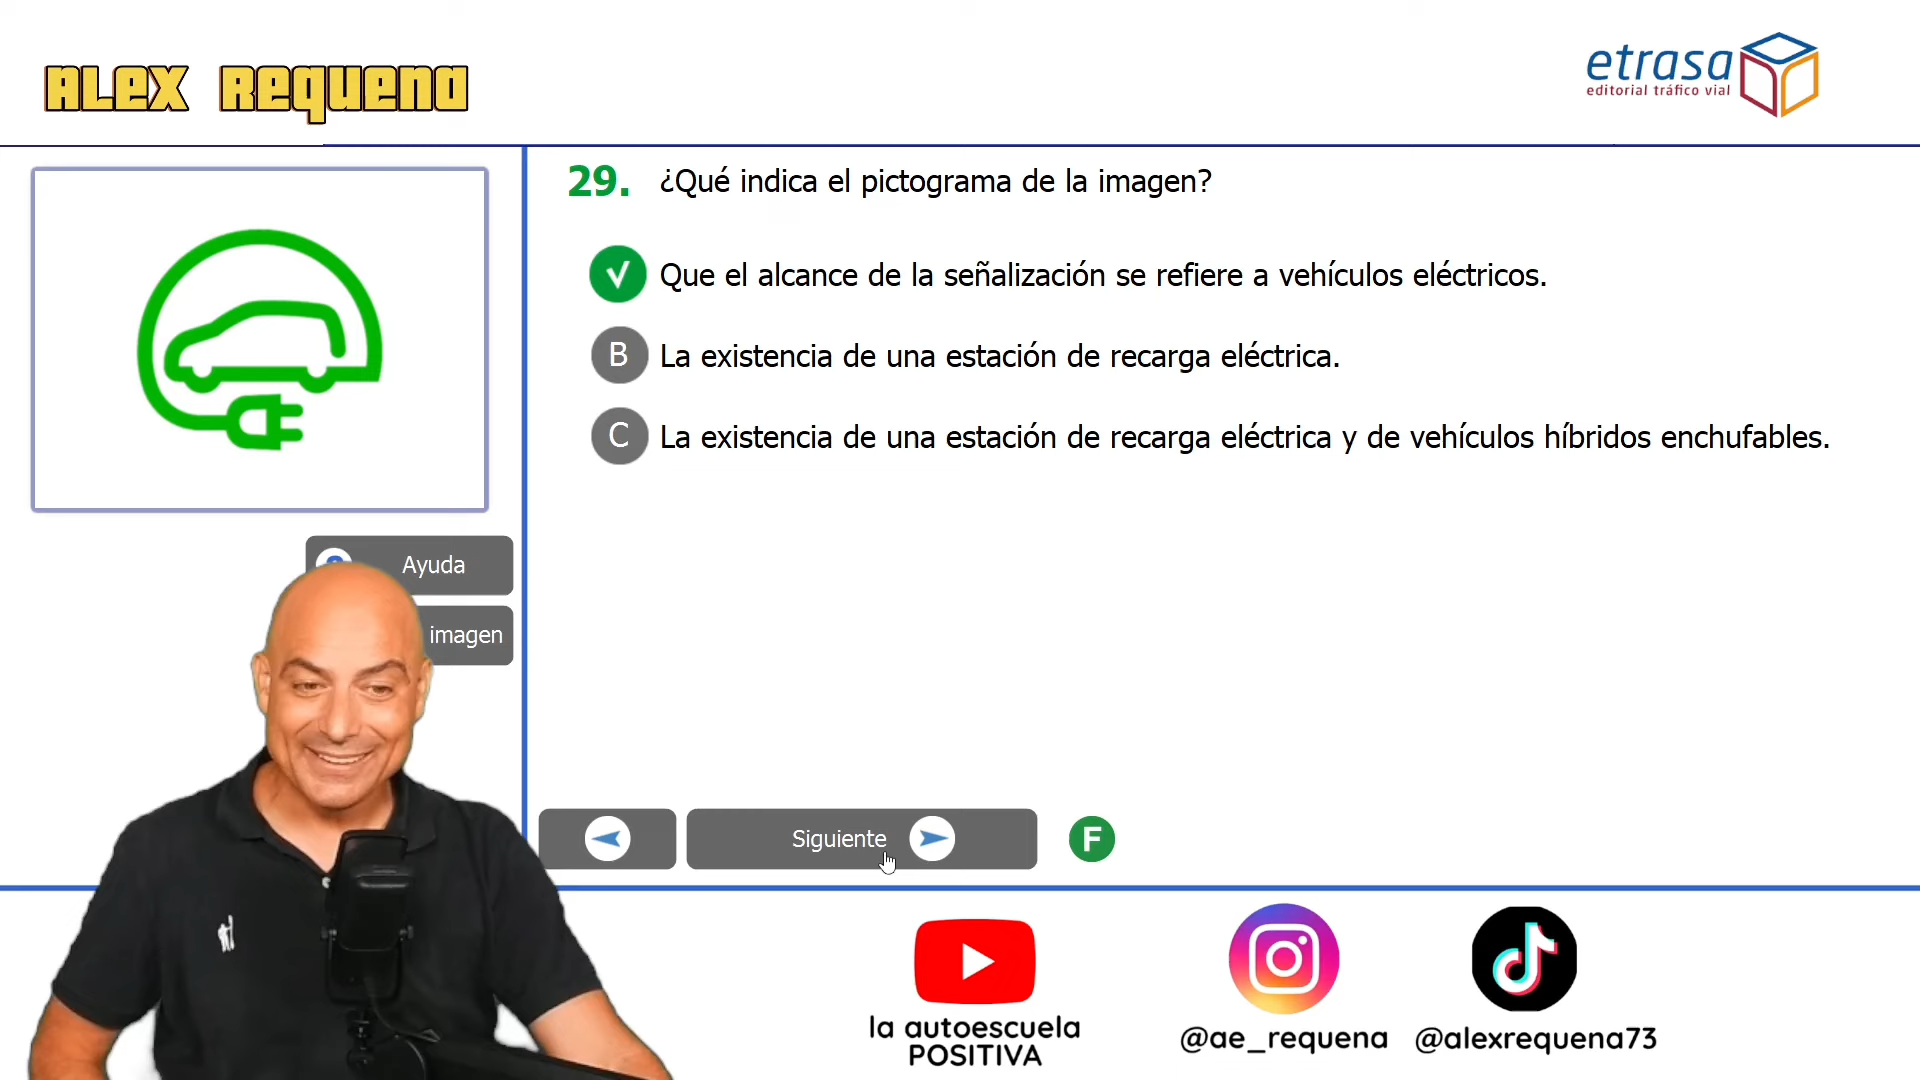 ALEX REQUENA
etrasa
editorial tráfico vial
29. ¿Qué indica el pictograma de la imagen?
Que el alcance de la señalización se refiere a vehículos eléctricos.
B La existencia de una estación de recarga eléctrica.
C La existencia de una estación de recarga eléctrica y de vehículos híbridos enchufables.
Ayuda
imagen
Siguiente
F
la autoescuela
POSITIVA
@ae_requena
@alexrequena73